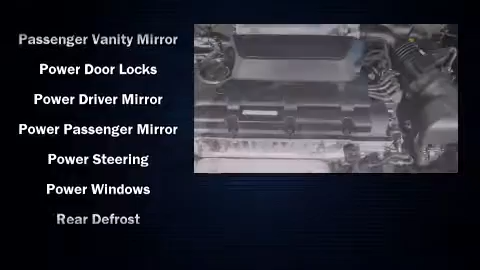 Passenger Vanity Mirror
Power Door Locks
Power Driver Mirror
Power Passenger Mirror
Power Steering
Power Windows
Rear Defrost